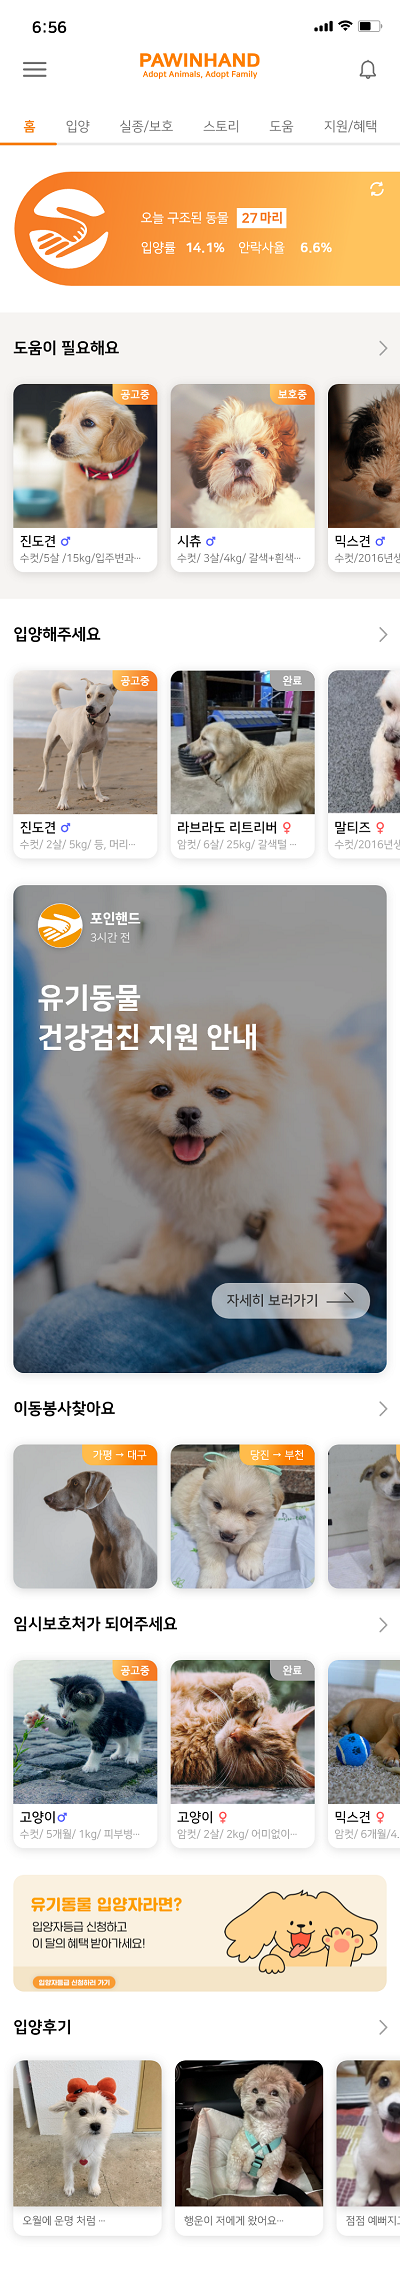 6:56
PAWINHAND
Adopt Animals, Adopt Family
홈 입양 실종/보호 스토리 도움 지원/혜택
오늘 구조된 동물 27 마리
입양률 14.1% 안락사율 6.6%
도움이 필요해요
공고중 보호중
진도견 ♂ 시츄 ♂ 믹스견 ♂
수컷/5살 /15kg/입주변과··· 수컷/ 3살/4kg/ 갈색+흰색··· 수컷/2016년생
입양해주세요
공고중 완료
진도견 ♂ 라브라도 리트리버 ♀ 말티즈 ♀
수컷/ 2살/ 5kg/ 등, 머리··· 암컷/ 6살/ 25kg/ 갈색털 ··· 수컷/2016년생
포인핸드
3시간 전
유기동물
건강검진 지원 안내
자세히 보러가기
이동봉사찾아요
가평 → 대구 당진 → 부천
임시보호처가 되어주세요
공고중 완료
고양이♂ 고양이 ♀ 믹스견 ♀
수컷/ 5개월/ 1kg/ 피부병··· 암컷/ 2살/ 2kg/ 어미없이··· 암컷/ 6개월/4.
유기동물 입양자라면?
입양자등급 신청하고
이 달의 혜택 받아가세요!
입양자등급 신청하러 가기
입양후기
오월에 운명 처럼 ··· 행운이 저에게 왔어요··· 점점 예뻐지고